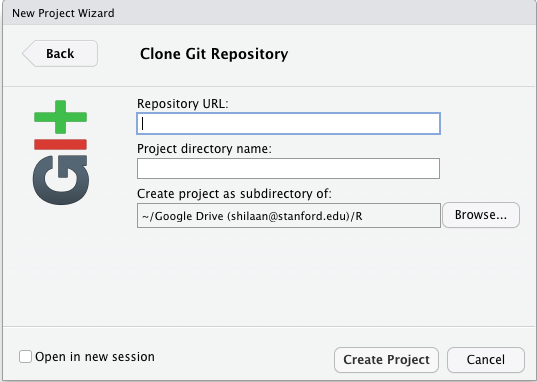 New Project Wizard
Back
Clone Git Repository
git
Repository URL:
Project directory name:
Create project as subdirectory of:
~/Google Drive (shilaan@stanford.edu)/R
Browse...
Open in new session
Create Project
Cancel